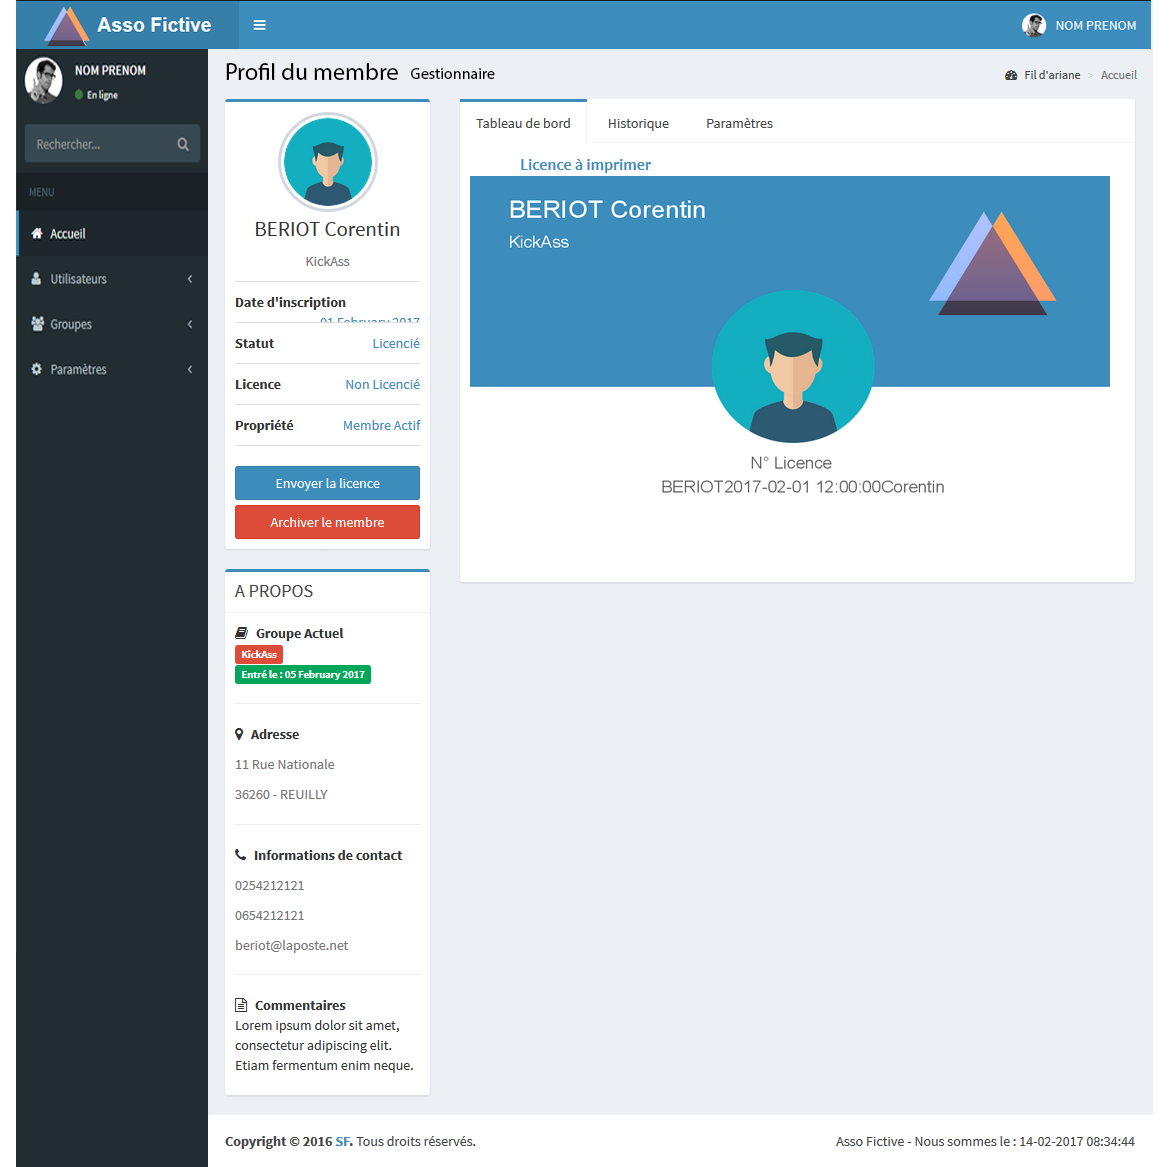 Asso Fictive
NOM PRENOM
NOM PRENOM
En ligne
Rechercher...
MENU
Accueil
Utilisateurs
Groupes
Paramètres
Profil du membre Gestionnaire
Fil d'ariane > Accueil
BERIOT Corentin
KickAss
Date d'inscription
01 February 2017
Statut Licencié
Licence Non Licencié
Propriété Membre Actif
Envoyer la licence
Archiver le membre
A PROPOS
Groupe Actuel
KickAss
Entré le : 05 February 2017
Adresse
11 Rue Nationale
36260 - REUILLY
Informations de contact
0254212121
0654212121
beriot@laposte.net
Commentaires
Lorem ipsum dolor sit amet,
consectetur adipiscing elit.
Etiam fermentum enim neque.
Tableau de bord Historique Paramètres
Licence à imprimer
BERIOT Corentin
KickAss
N° Licence
BERIOT2017-02-01 12:00:00Corentin
Copyright © 2016 SF. Tous droits réservés.
Asso Fictive - Nous sommes le : 14-02-2017 08:34:44